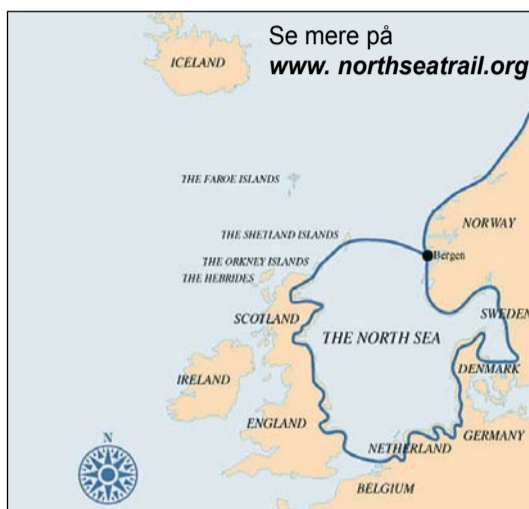 Se mere på
www. northseatrail.org
ICELAND
THE FAROE ISLANDS
NORWAY
THE SHETLAND ISLANDS
Bergen
THE ORKNEY ISLANDS
THE HEBRIDES
SWEDEN
SCOTLAND
THE NORTH SEA
DENMARK
IRELAND
ENGLAND
GERMANY
NETHERLAND
N
BELGIUM